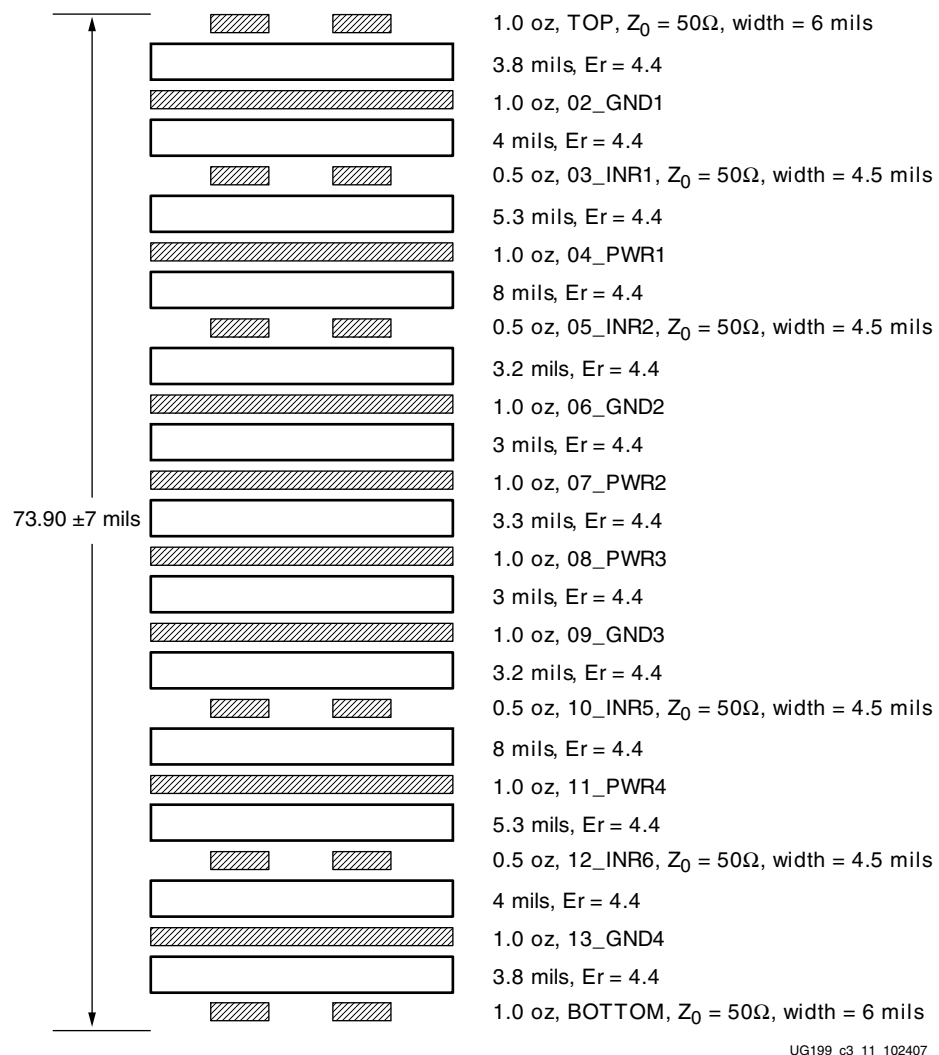 1.0 oz, TOP, Z0 = 50Ω, width = 6 mils
3.8 mils, Er = 4.4
1.0 oz, 02_GND1
4 mils, Er = 4.4
0.5 oz, 03_INR1, Z0 = 50Ω, width = 4.5 mils
5.3 mils, Er = 4.4
1.0 oz, 04_PWR1
8 mils, Er = 4.4
0.5 oz, 05_INR2, Z0 = 50Ω, width = 4.5 mils
3.2 mils, Er = 4.4
1.0 oz, 06_GND2
3 mils, Er = 4.4
1.0 oz, 07_PWR2
73.90 ±7 mils
3.3 mils, Er = 4.4
1.0 oz, 08_PWR3
3 mils, Er = 4.4
1.0 oz, 09_GND3
3.2 mils, Er = 4.4
0.5 oz, 10_INR5, Z0 = 50Ω, width = 4.5 mils
8 mils, Er = 4.4
1.0 oz, 11_PWR4
5.3 mils, Er = 4.4
0.5 oz, 12_INR6, Z0 = 50Ω, width = 4.5 mils
4 mils, Er = 4.4
1.0 oz, 13_GND4
3.8 mils, Er = 4.4
1.0 oz, BOTTOM, Z0 = 50Ω, width = 6 mils
UG199_c3_11_102407